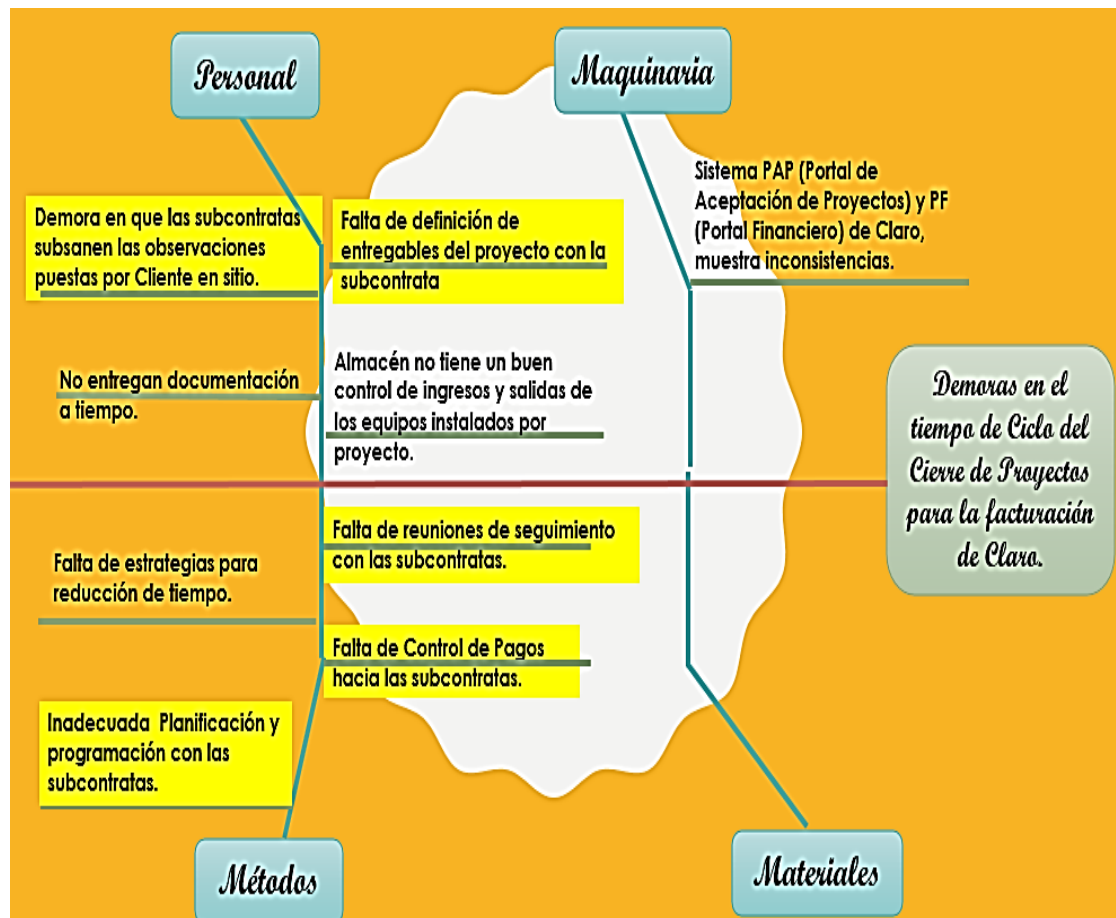 Personal
Maquinaria
Demora en que las subcontratas
subsanen las observaciones
puestas por Cliente en sitio.
Falta de definición de
entregables del proyecto con la
subcontrata
Sistema PAP (Portal de
Aceptación de Proyectos) y PF
(Portal Financiero) de Claro,
muestra inconsistencias.
No entregan documentación
a tiempo.
Almacén no tiene un buen
control de ingresos y salidas de
los equipos instalados por
proyecto.
Demoras en el
tiempo de Ciclo del
Cierre de Proyectos
para la facturación
de Claro.
Falta de estrategias para
reducción de tiempo.
Falta de reuniones de seguimiento
con las subcontratas.
Falta de Control de Pagos
hacia las subcontratas.
Inadecuada Planificación y
programación con las
subcontratas.
Métodos
Materiales